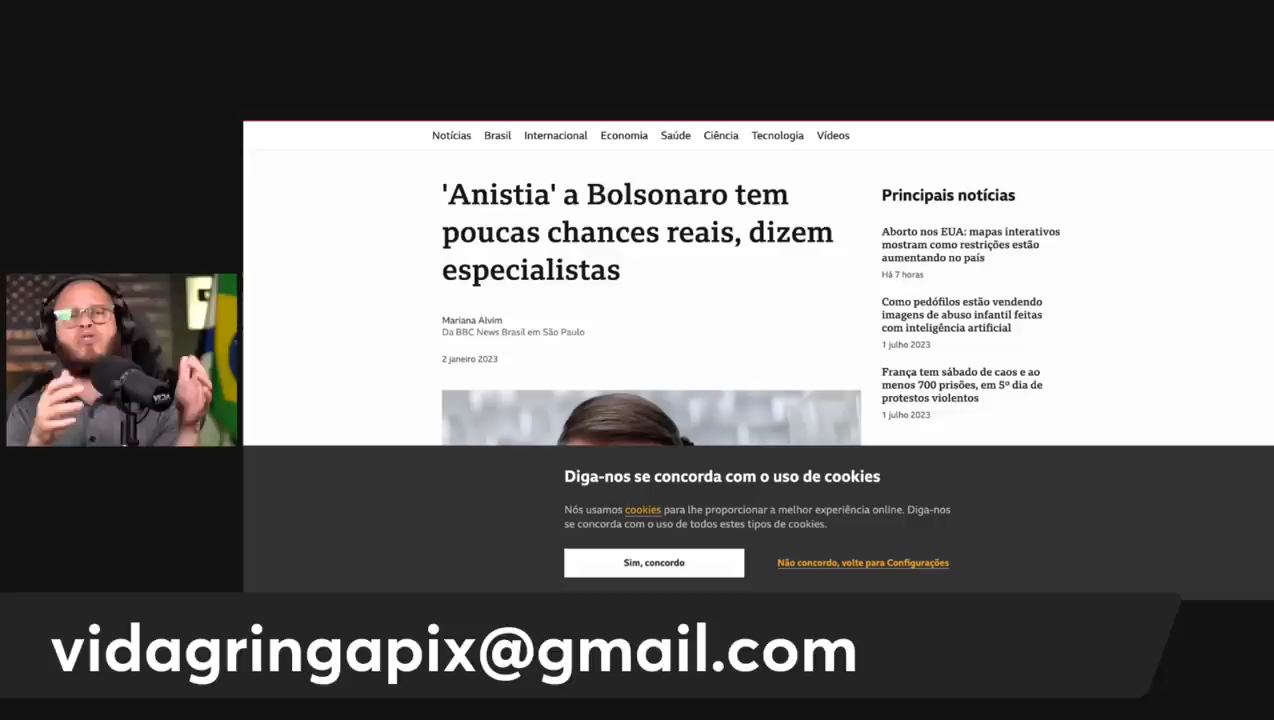 Notícias Brasil Internacional Economia Saúde Ciência Tecnologia Vídeos
'Anistia' a Bolsonaro tem
poucas chances reais, dizem
especialistas
Mariana Alvim
Da BBC News Brasil em São Paulo
2 janeiro 2023
Principais notícias
Aborto nos EUA: mapas interativos
mostram como restrições estão
aumentando no país
Há 7 horas
Como pedófilos estão vendendo
imagens de abuso infantil feitas
com inteligência artificial
1 julho 2023
França tem sábado de caos e ao
menos 700 prisões, em 5º dia de
protestos violentos
1 julho 2023
Diga-nos se concorda com o uso de cookies
Nós usamos cookies para lhe proporcionar a melhor experiência online. Diga-nos
se concorda com o uso de todos estes tipos de cookies.
Sim, concordo
Não concordo, volte para Configurações
vidagringapix@gmail.com